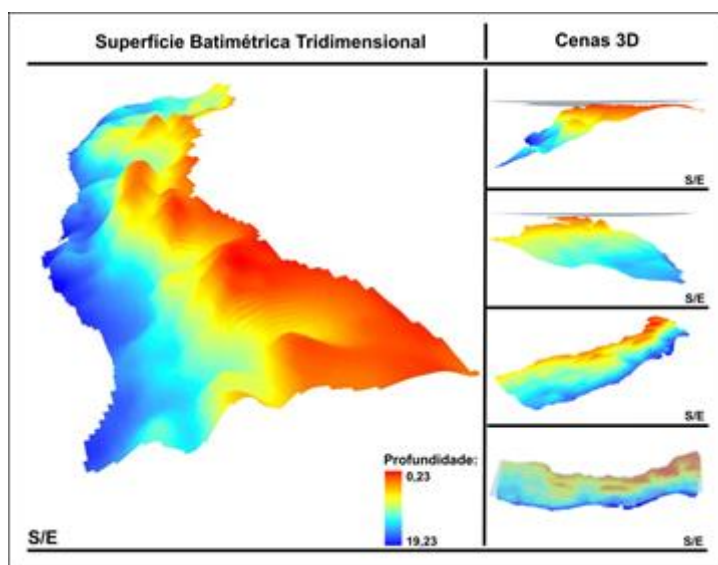 Superfície Batimétrica Tridimensional
Cenas 3D
S/E
S/E
S/E
S/E
Profundidade:
0,23
19,23
S/E